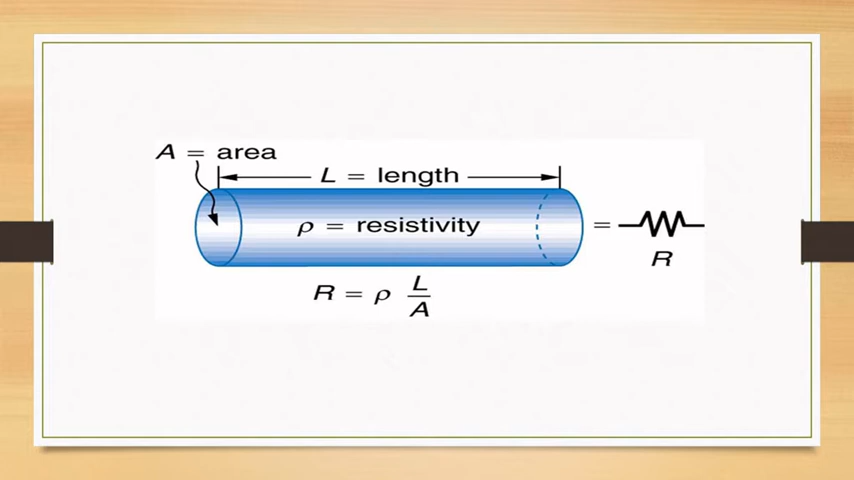 A = area
L = length
ρ = resistivity
=
R
R = ρ L/A